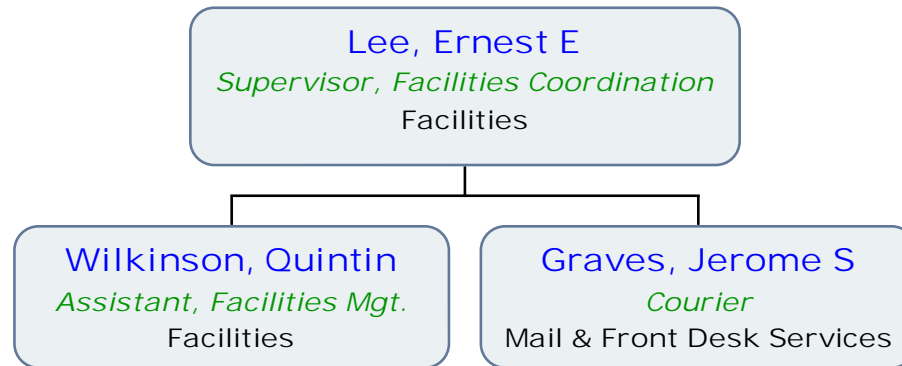 Lee, Ernest E
Supervisor, Facilities Coordination
Facilities
Wilkinson, Quintin
Assistant, Facilities Mgt.
Facilities
Graves, Jerome S
Courier
Mail & Front Desk Services